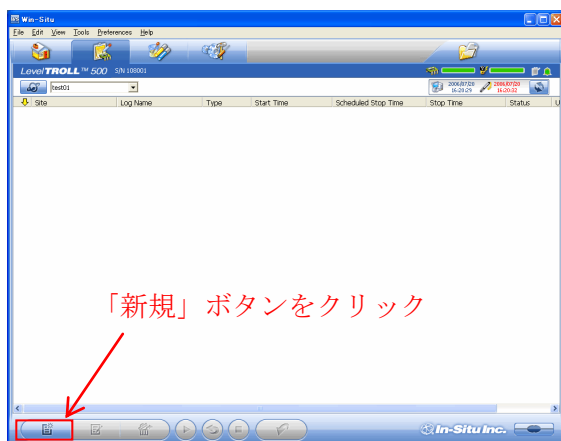 Win-Situ
File Edit View Tools Preferences Help
Level TROLL™ 500 S/N 108001
test01
2006/07/20 16:20:29
2006/07/20 16:20:32
Site Log Name Type Start Time Scheduled Stop Time Stop Time Status U
「新規」ボタンをクリック
In-Situ Inc.